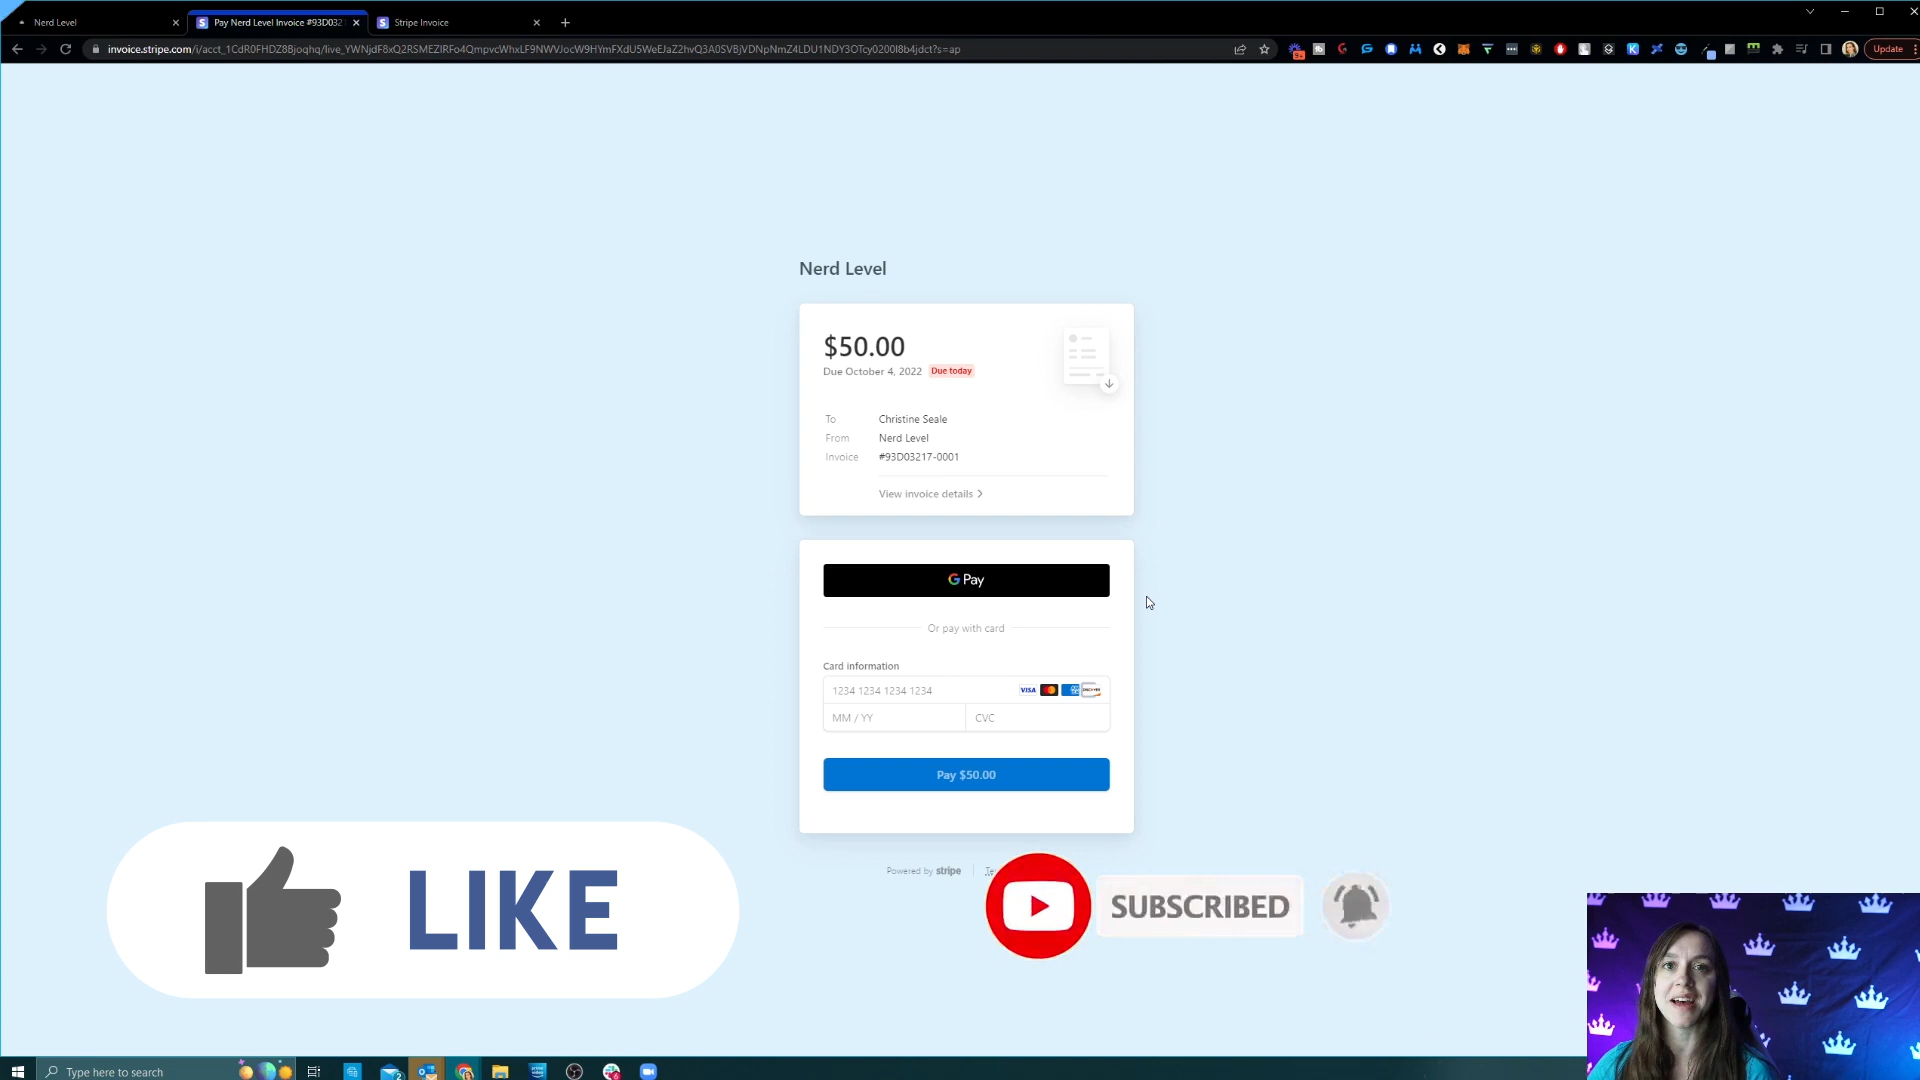 Nerd Level
Pay Nerd Level Invoice #93D032
Stripe Invoice
Update
Nerd Level
$50.00
Due October 4, 2022 Due today
To Christine Seale
From Nerd Level
Invoice #93D03217-0001
View invoice details
G Pay
Or pay with card
Card information
1234 1234 1234 1234 VISA
MM / YY CVC
Pay $50.00
Powered by stripe
LIKE
SUBSCRIBED
Type here to search